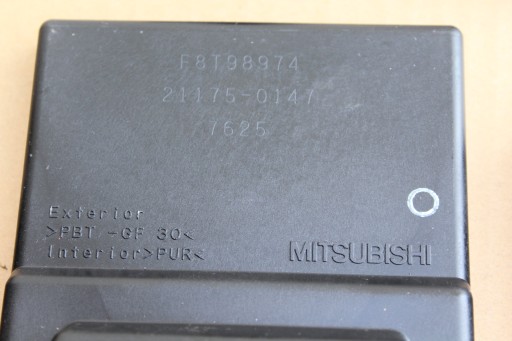 F8T98974
21175-0147
7625
Exterior
>PBT -GF 30<
Interior>PUR<
MITSUBISHI